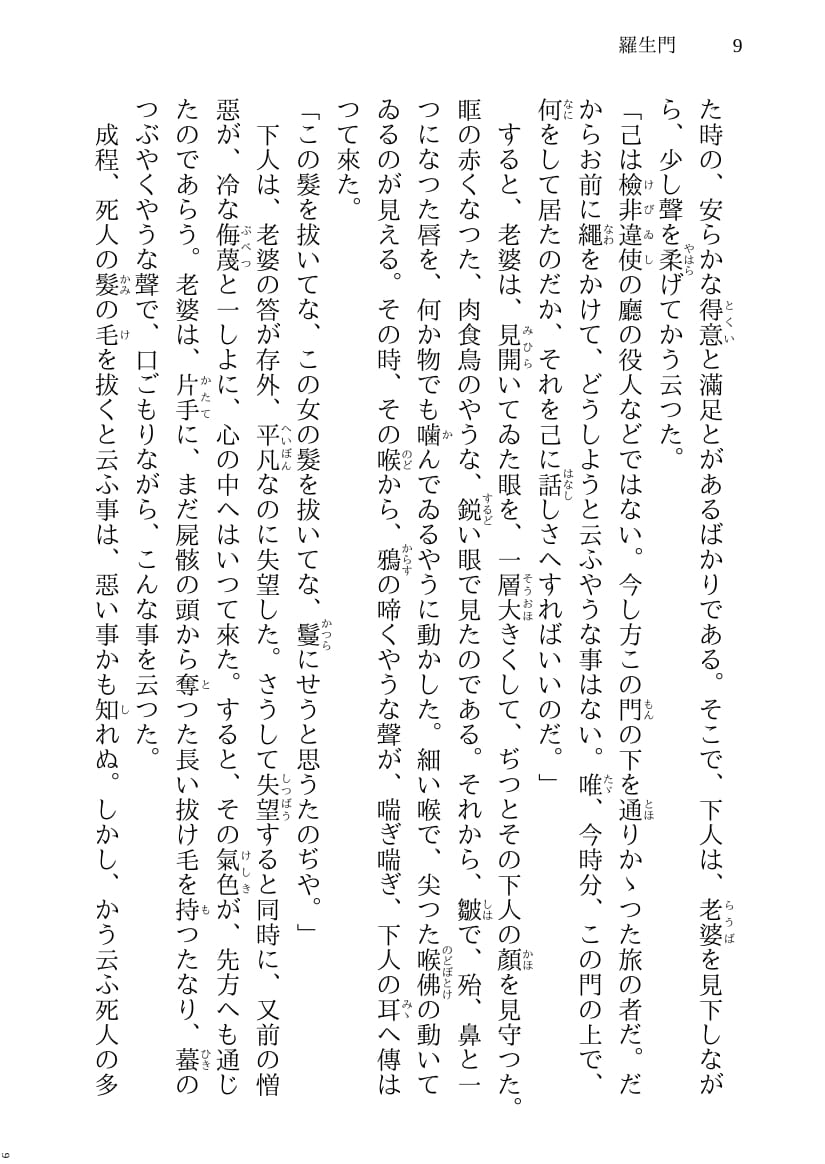 羅生門 9
た時の、安らかな得意と滿足とがあるばかりである。そこで、下人は、老婆を見下しなが
ら、少し聲を柔げてかう云つた。
「己は檢非違使の廳の役人などではない。今し方この門の下を通りかゝつた旅の者だ。だ
からお前に繩をかけて、どうしようと云ふやうな事はない。唯、今時分、この門の上で、
何をして居たのだか、それを己に話しさへすればいいのだ。」
すると、老婆は、見開いてゐた眼を、一層大きくして、ぢつとその下人の顏を見守つた。
眶の赤くなつた、肉食鳥のやうな、鋭い眼で見たのである。それから、皺で、殆、鼻と一
つになつた唇を、何か物でも噛んでゐるやうに動かした。細い喉で、尖つた喉佛の動いて
ゐるのが見える。その時、その喉から、鴉の啼くやうな聲が、喘ぎ喘ぎ、下人の耳へ傳は
つて來た。
「この髮を拔いてな、この女の髮を拔いてな、鬘にせうと思うたのぢや。」
下人は、老婆の答が存外、平凡なのに失望した。さうして失望すると同時に、又前の憎
惡が、冷な侮蔑と一しよに、心の中へはいつて來た。すると、その氣色が、先方へも通じ
たのであらう。老婆は、片手に、まだ屍骸の頭から奪つた長い拔け毛を持つたなり、蟇の
つぶやくやうな聲で、口ごもりながら、こんな事を云つた。
成程、死人の髮の毛を拔くと云ふ事は、惡い事かも知れぬ。しかし、かう云ふ死人の多
9